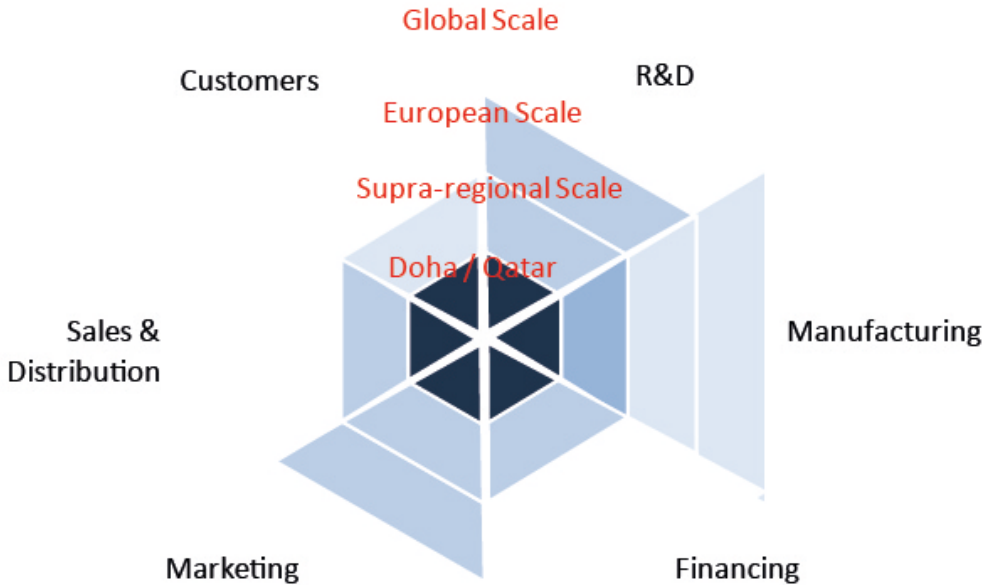 Global Scale
Customers
R&D
European Scale
Supra-regional Scale
Doha / Qatar
Sales &
Distribution
Manufacturing
Marketing
Financing